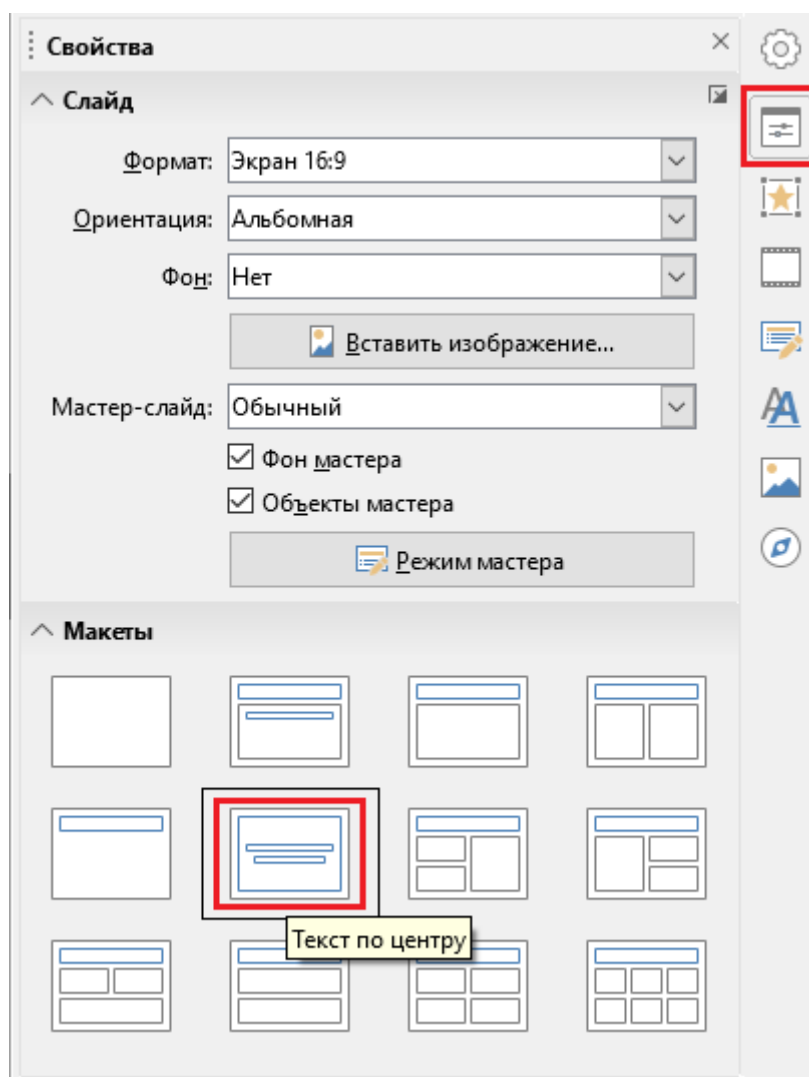 Свойства
Слайд
Формат: Экран 16:9
Ориентация: Альбомная
Фон: Нет
Вставить изображение...
Мастер-слайд: Обычный
Фон мастера
Объекты мастера
Режим мастера
Макеты
Текст по центру